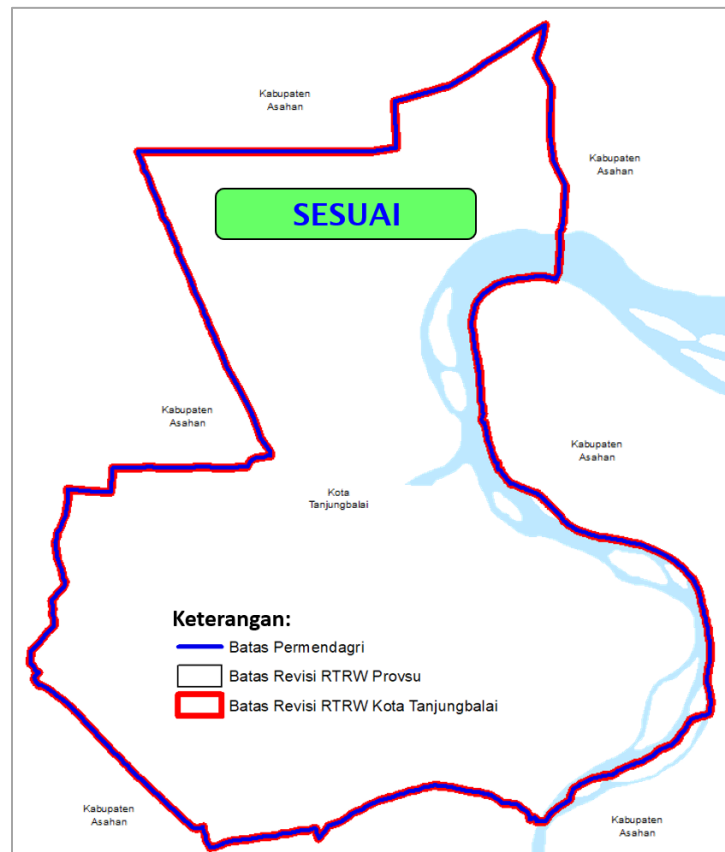 Kabupaten
Asahan
Kabupaten
Asahan
SESUAI
Kabupaten
Asahan
Kabupaten
Asahan
Kota
Tanjungbalai
Keterangan:
Batas Permendagri
Batas Revisi RTRW Provsu
Batas Revisi RTRW Kota Tanjungbalai
Kabupaten
Asahan
Kabupaten
Asahan